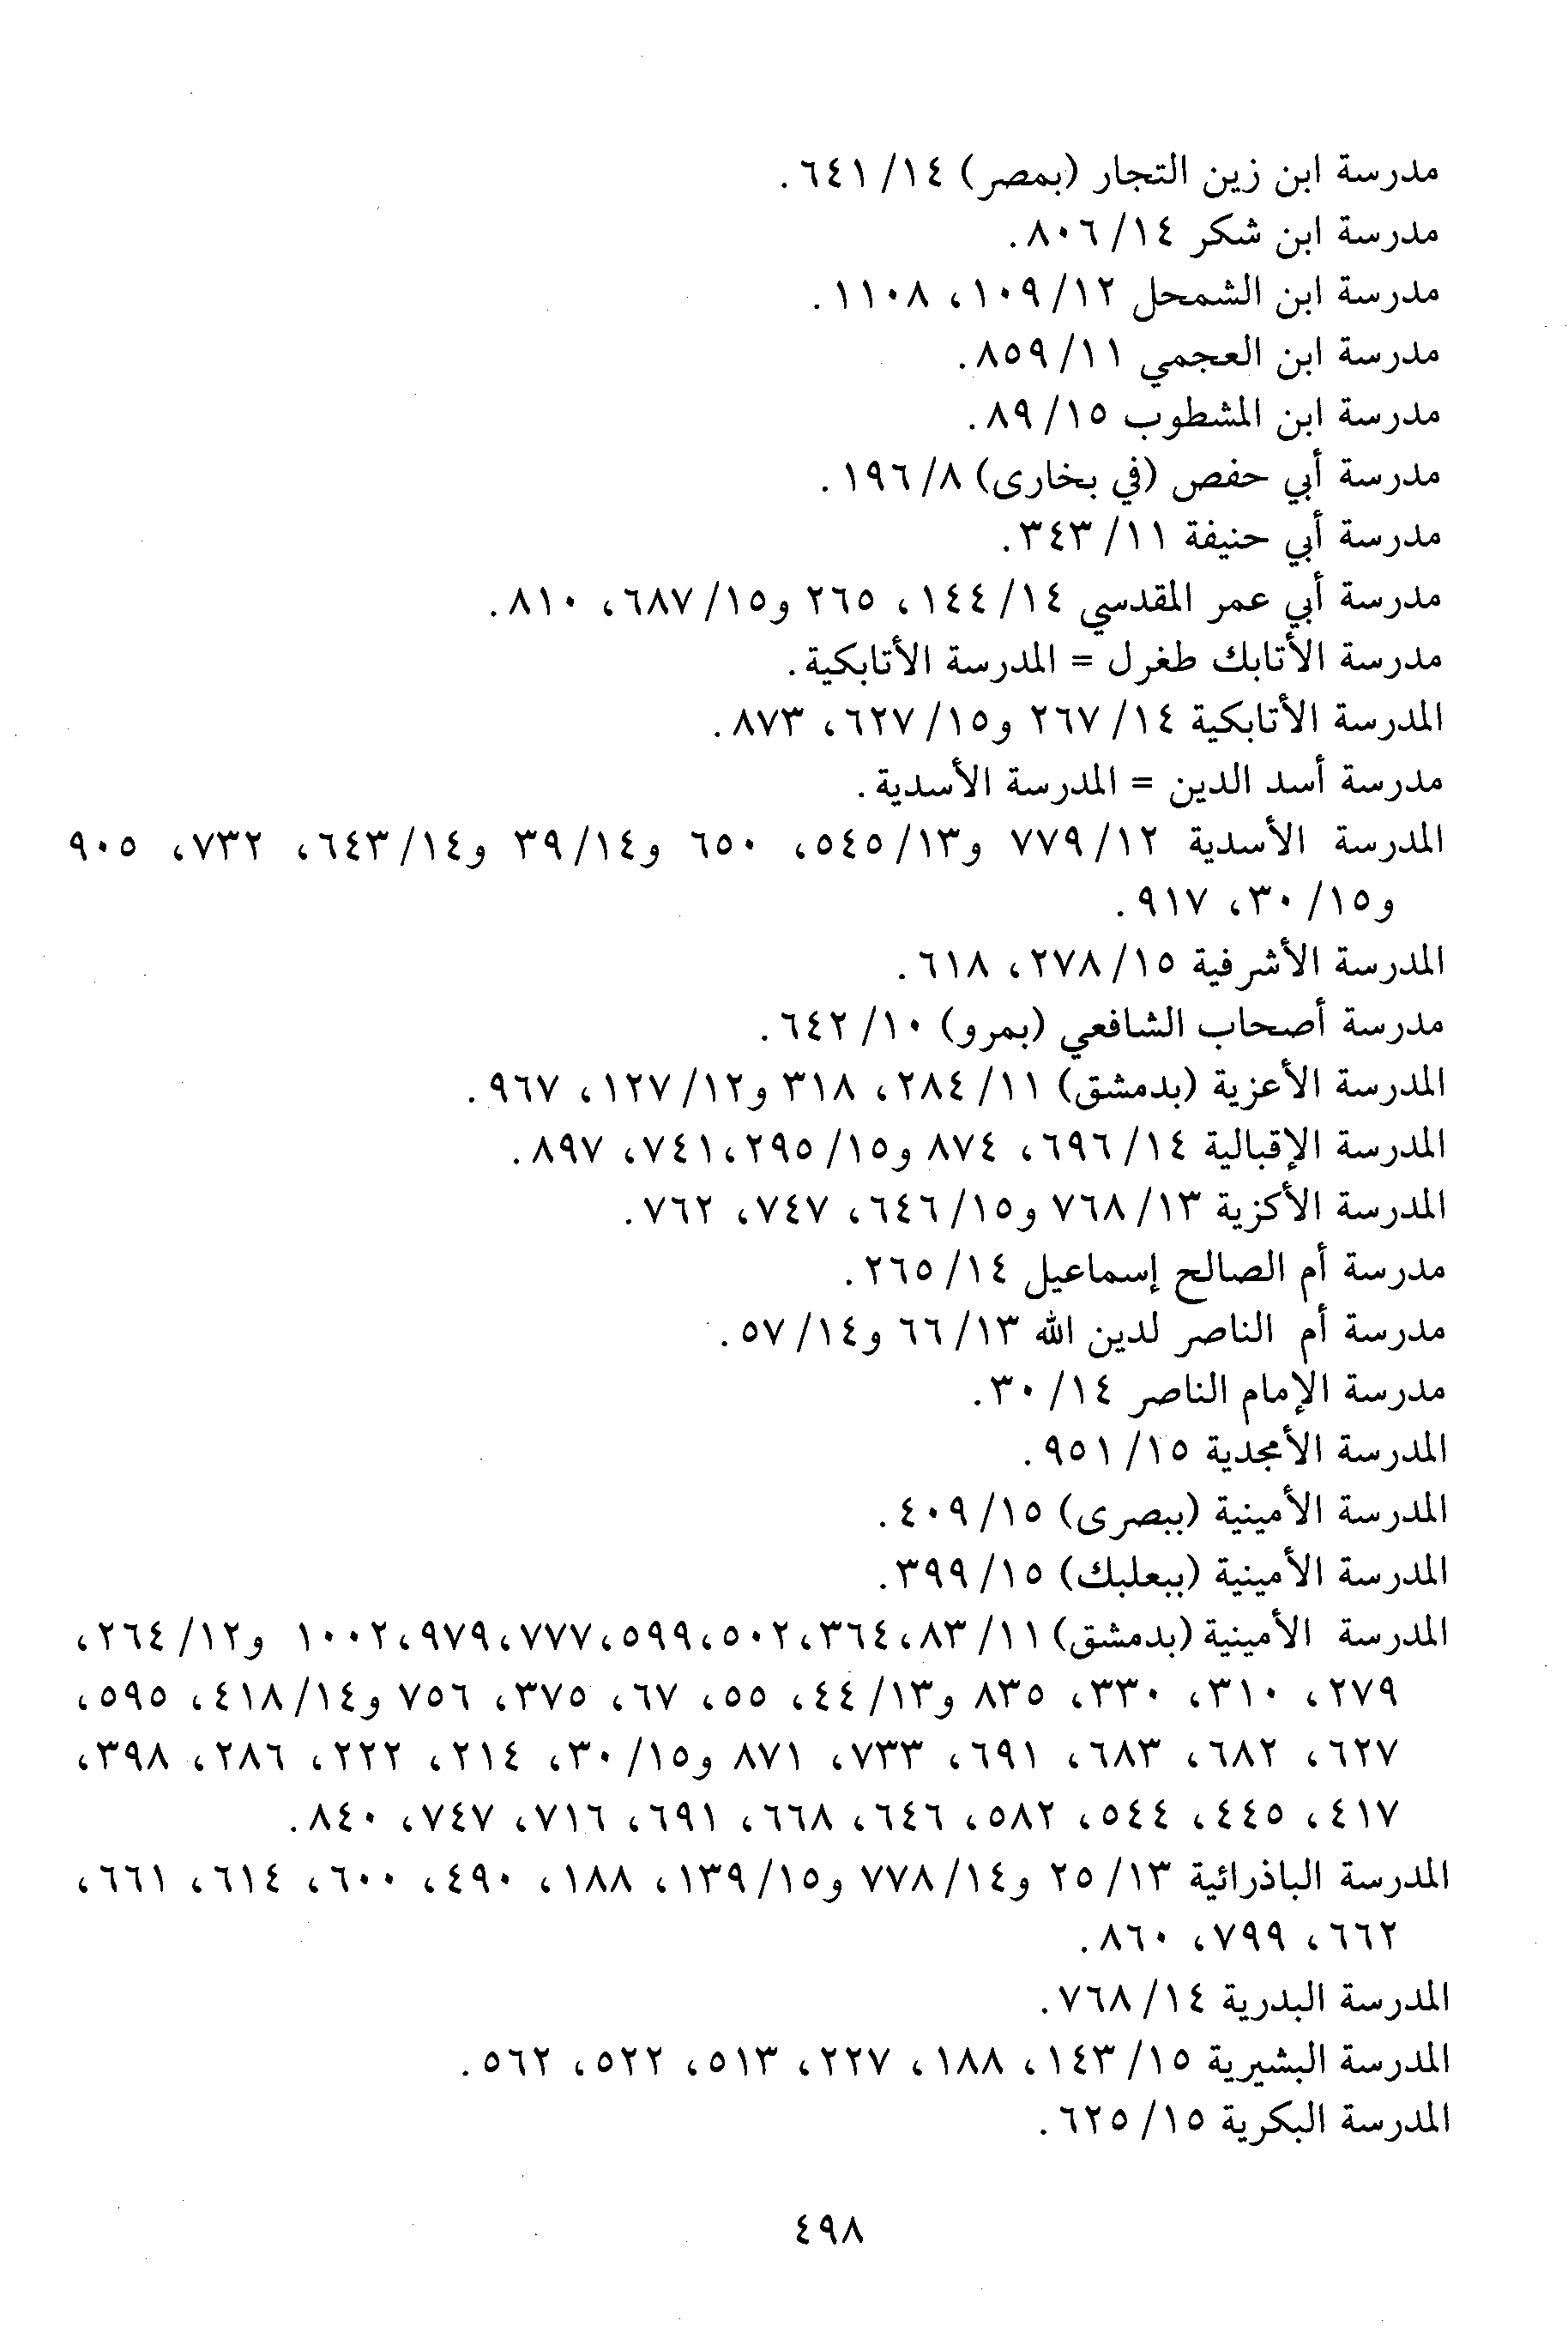 مدرسة ابن زين التجار (بمصر) ١٤/ ٦٤١.
مدرسة ابن شكر ١٤/ ٨٠٦.
مدرسة ابن الشمحل ١٢/ ١٠٩، ١١٠٨.
مدرسة ابن العجمي ١١/ ٨٥٩.
مدرسة ابن المشطوب ١٥/ ٨٩.
مدرسة أبي حفص (في بخارى) ٨/ ١٩٦.
مدرسة أبي حنيفة ١١/ ٣٤٣.
مدرسة أبي عمر المقدسي ١٤/ ١٤٤، ٢٦٥ و١٥/ ٦٨٧، ٨١٠.
مدرسة الأتابك طغرل = المدرسة الأتابكية.
المدرسة الأتابكية ١٤/ ٢٦٧ و١٥/ ٦٢٧، ٨٧٣.
مدرسة أسد الدين = المدرسة الأسدية.
المدرسة الأسدية ١٢/ ٧٧٩ و١٣/ ٥٤٥، ٦٥٠ و١٤/ ٣٩ و١٤/ ٦٤٣، ٧٣٢، ٩٠٥
و١٥/ ٣٠، ٩١٧.
المدرسة الأشرفية ١٥/ ٢٧٨، ٦١٨.
مدرسة أصحاب الشافعي (بمرو) ١٠/ ٦٤٢.
المدرسة الأعزية (بدمشق) ١١/ ٢٨٤، ٣١٨ و١٢/ ١٢٧، ٩٦٧.
المدرسة الإقبالية ١٤/ ٦٩٦، ٨٧٤ و١٥/ ٢٩٥،٧٤١، ٨٩٧.
المدرسة الأكزية ١٣/ ٧٦٨ و١٥/ ٦٤٦، ٧٤٧، ٧٦٢.
مدرسة أم الصالح إسماعيل ١٤/ ٢٦٥.
مدرسة أم الناصر لدين الله ١٣/ ٦٦ و١٤/ ٥٧.
مدرسة الإمام الناصر ١٤/ ٣٠.
المدرسة الأمجدية ١٥/ ٩٥١.
المدرسة الأمينية (ببصرى) ١٥/ ٤٠٩.
المدرسة الأمينية (ببعلبك) ١٥/ ٣٩٩.
المدرسة الأمينية (بدمشق) ١١/ ٨٣،٣٦٤،٥٠٢،٥٩٩،٧٧٧،٩٧٩،١٠٠٢ و١٢/ ٢٦٤،
٢٧٩، ٣١٠، ٣٣٠، ٨٣٥ و١٣/ ٤٤، ٥٥، ٦٧، ٣٧٥، ٧٥٦ و١٤/ ٤١٨، ٥٩٥،
٦٢٧، ٦٨٢، ٦٨٣، ٦٩١، ٧٣٣، ٨٧١ و١٥/ ٣٠، ٢١٤، ٢٢٢، ٢٨٦، ٣٩٨،
٤١٧، ٤٤٥، ٥٤٤، ٥٨٢، ٦٤٦، ٦٦٨، ٦٩١، ٧١٦، ٧٤٧، ٨٤٠.
المدرسة الباذرائية ١٣/ ٢٥ و١٤/ ٧٧٨ و١٥/ ١٣٩، ١٨٨، ٤٩٠، ٦٠٠، ٦١٤، ٦٦١،
٦٦٢، ٧٩٩، ٨٦٠.
المدرسة البدرية ١٤/ ٧٦٨.
المدرسة البشيرية ١٥/ ١٤٣، ١٨٨، ٢٢٧، ٥١٣، ٥٢٢، ٥٦٢.
المدرسة البكرية ١٥/ ٦٢٥.
٤٩٨